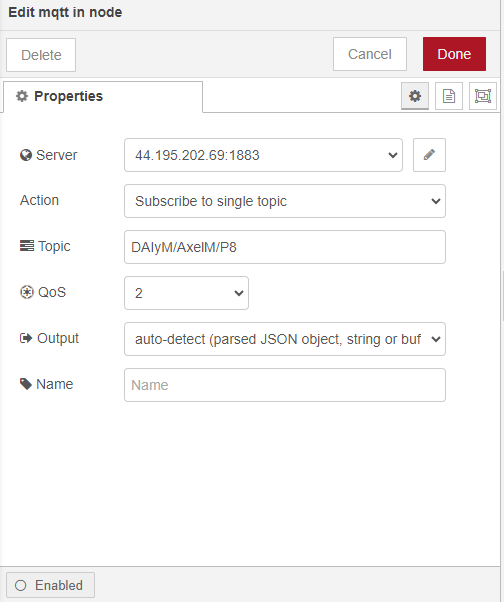 Edit mqtt in node
Delete
Cancel
Done
Properties
Server
44.195.202.69:1883
Action
Subscribe to single topic
Topic
DAIyM/AxelM/P8
QoS
2
Output
auto-detect (parsed JSON object, string or buf
Name
Name
Enabled